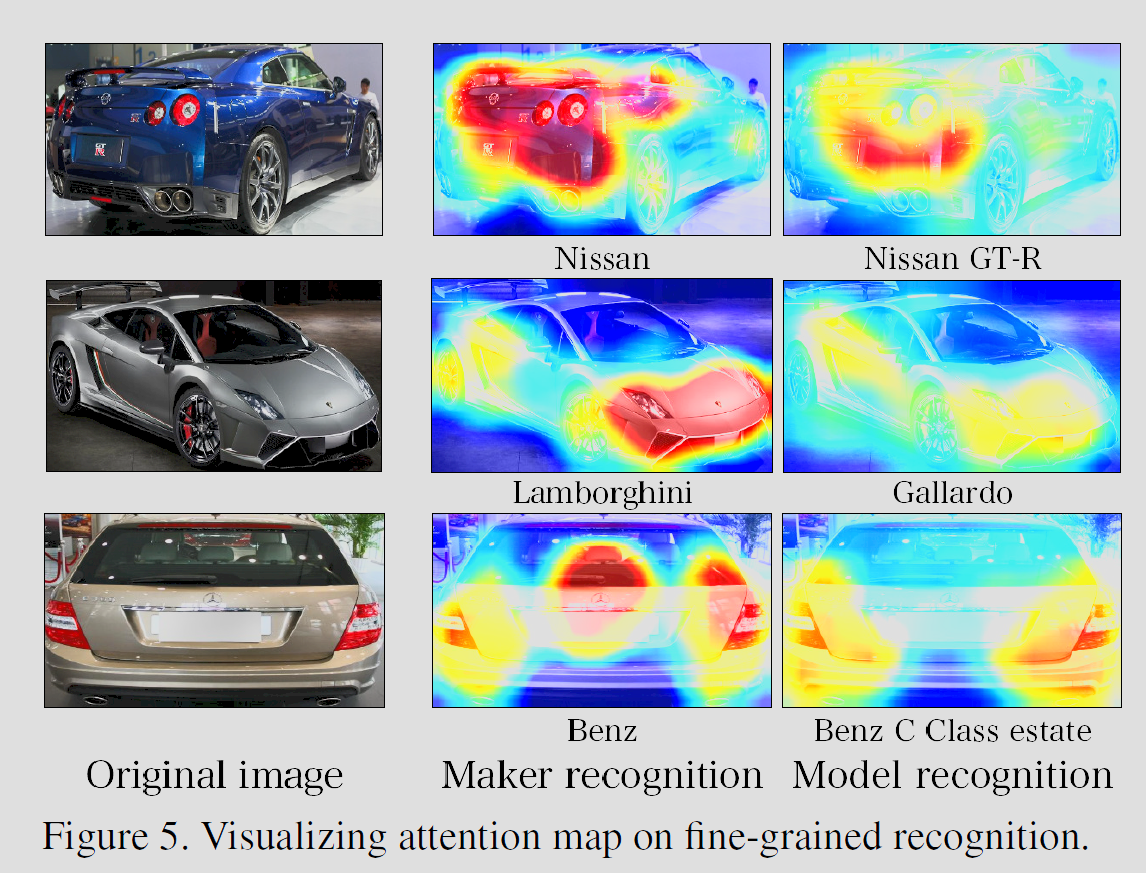 Nissan
Nissan GT-R
Lamborghini
Gallardo
Benz
Benz C Class estate
Original image
Maker recognition
Model recognition
Figure 5. Visualizing attention map on fine-grained recognition.